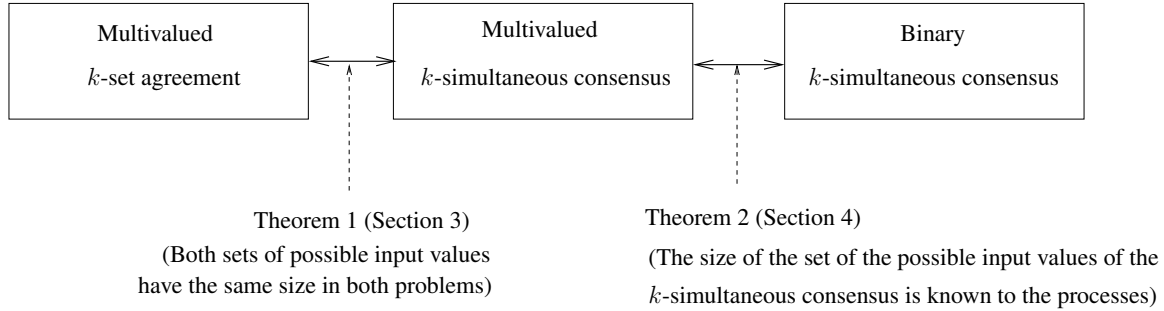 Multivalued
k-set agreement
Multivalued
k-simultaneous consensus
Binary
k-simultaneous consensus
Theorem 1 (Section 3)
(Both sets of possible input values
have the same size in both problems)
Theorem 2 (Section 4)
(The size of the set of the possible input values of the
k-simultaneous consensus is known to the processes)